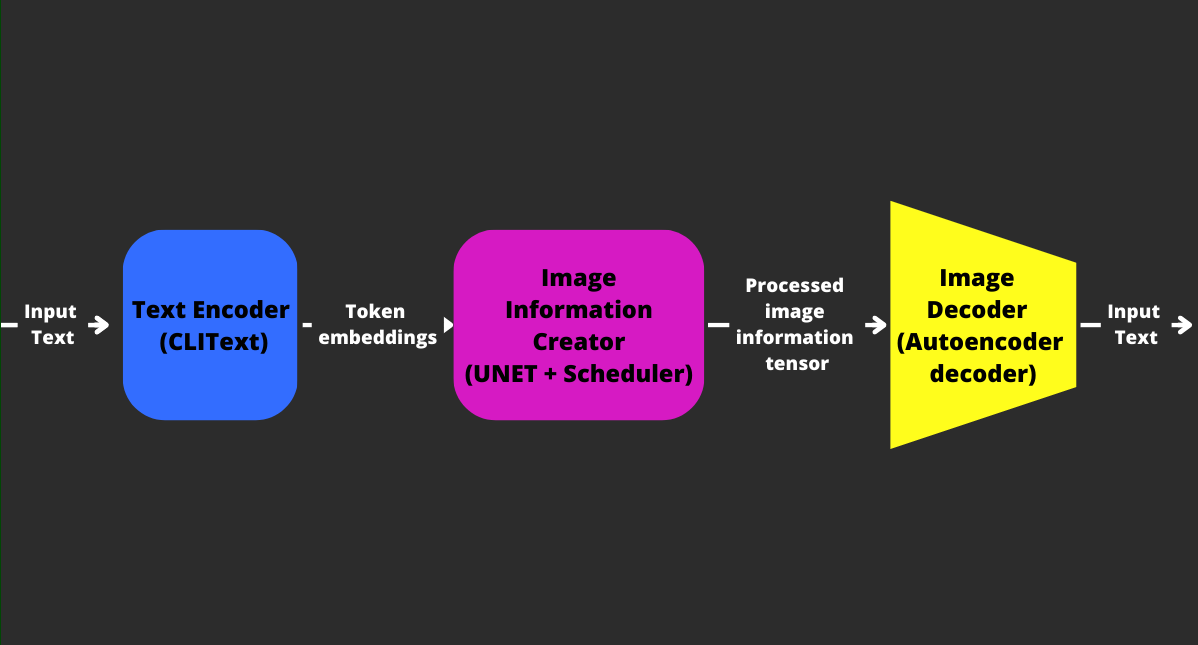 Input
Text
Text Encoder
(CLIText)
Token
embeddings
Image
Information
Creator
(UNET + Scheduler)
Processed
image
information
tensor
Image
Decoder
(Autoencoder
decoder)
Input
Text